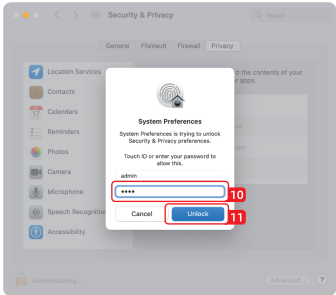 Security & Privacy
Search
General
FileVault
Firewall
Privacy
Location Services
Contacts
17
Calendars
Reminders
Photos
Camera
Microphone
Speech Recognition
Accessibility
d the contents of your
r apps.
System Preferences
System Preferences is trying to unlock
Security & Privacy preferences.
Touch ID or enter your password to
allow this.
admin
••••
10
Cancel
Unlock
11
Authenticating...
Advanced...
?